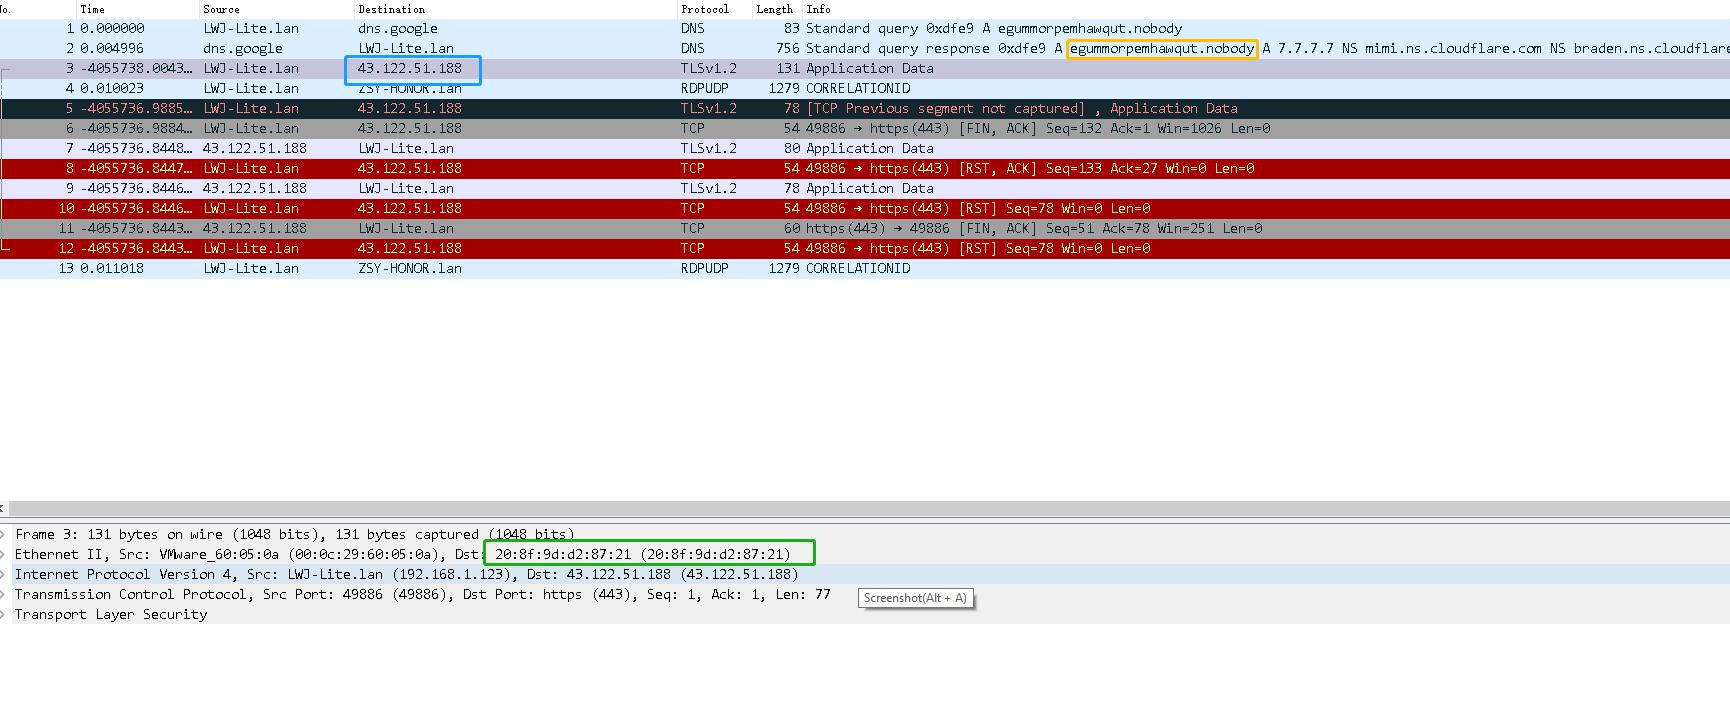 No. Time Source Destination Protocol Length Info
1 0.000000 LWJ-Lite.lan dns.google DNS 83 Standard query 0xdfe9 A egummorpemhawqut.nobody
2 0.004996 dns.google LWJ-Lite.lan DNS 756 Standard query response 0xdfe9 A egummorpemhawqut.nobody A 7.7.7.7 NS mimi.ns.cloudflare.com NS braden.ns.cloudflare
3 -4055738.0043... LWJ-Lite.lan 43.122.51.188 TLSv1.2 131 Application Data
4 0.010023 LWJ-Lite.lan ZSY-HONOR.lan RDPUDP 1279 CORRELATIONID
5 -4055736.9885... LWJ-Lite.lan 43.122.51.188 TLSv1.2 78 [TCP Previous segment not captured] , Application Data
6 -4055736.9884... LWJ-Lite.lan 43.122.51.188 TCP 54 49886 → https(443) [FIN, ACK] Seq=132 Ack=1 Win=1026 Len=0
7 -4055736.8448... 43.122.51.188 LWJ-Lite.lan TLSv1.2 80 Application Data
8 -4055736.8447... LWJ-Lite.lan 43.122.51.188 TCP 54 49886 → https(443) [RST, ACK] Seq=133 Ack=27 Win=0 Len=0
9 -4055736.8446... 43.122.51.188 LWJ-Lite.lan TLSv1.2 78 Application Data
10 -4055736.8446... LWJ-Lite.lan 43.122.51.188 TCP 54 49886 → https(443) [RST] Seq=78 Win=0 Len=0
11 -4055736.8443... 43.122.51.188 LWJ-Lite.lan TCP 60 https(443) → 49886 [FIN, ACK] Seq=51 Ack=78 Win=251 Len=0
12 -4055736.8443... LWJ-Lite.lan 43.122.51.188 TCP 54 49886 → https(443) [RST] Seq=78 Win=0 Len=0
13 0.011018 LWJ-Lite.lan ZSY-HONOR.lan RDPUDP 1279 CORRELATIONID
Frame 3: 131 bytes on wire (1048 bits), 131 bytes captured (1048 bits)
Ethernet II, Src: VMware_60:05:0a (00:0c:29:60:05:0a), Dst: 20:8f:9d:d2:87:21 (20:8f:9d:d2:87:21)
Internet Protocol Version 4, Src: LWJ-Lite.lan (192.168.1.123), Dst: 43.122.51.188 (43.122.51.188)
Transmission Control Protocol, Src Port: 49886 (49886), Dst Port: https (443), Seq: 1, Ack: 1, Len: 77
Screenshot(Alt + A)
Transport Layer Security